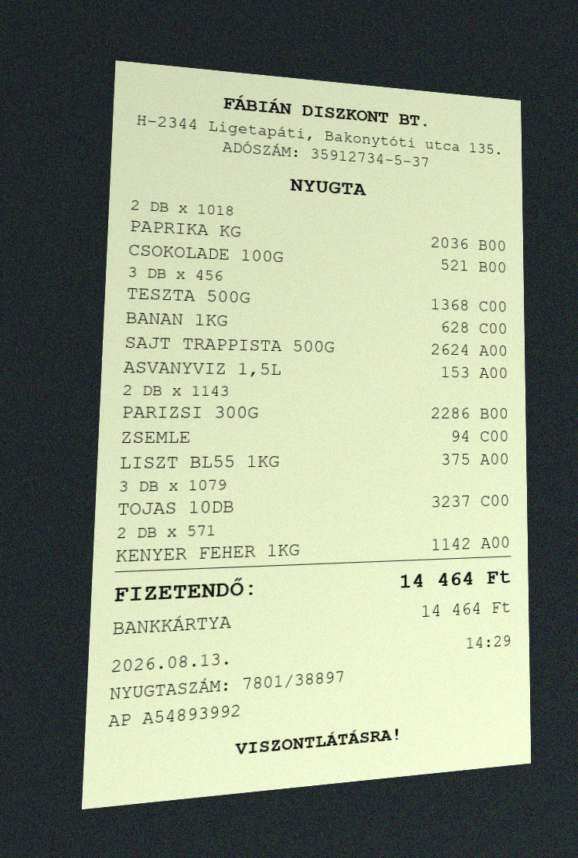 FÁBIÁN DISZKONT BT.
H-2344 Ligetapáti, Bakonytóti utca 135.
ADÓSZÁM: 35912734-5-37
NYUGTA
2 DB x 1018
PAPRIKA KG 2036 B00
CSOKOLADE 100G 521 B00
3 DB x 456
TESZTA 500G 1368 C00
BANAN 1KG 628 C00
SAJT TRAPPISTA 500G 2624 A00
ASVANYVIZ 1,5L 153 A00
2 DB x 1143
PARIZSI 300G 2286 B00
ZSEMLE 94 C00
LISZT BL55 1KG 375 A00
3 DB x 1079
TOJAS 10DB 3237 C00
2 DB x 571
KENYER FEHER 1KG 1142 A00
FIZETENDŐ: 14 464 Ft
BANKKÁRTYA 14 464 Ft
2026.08.13. 14:29
NYUGTASZÁM: 7801/38897
AP A54893992
VISZONTLÁTÁSRA!